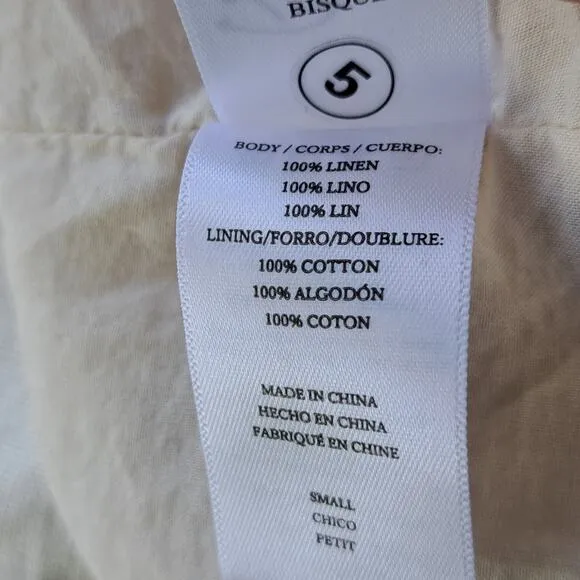 5
BODY / CORPS / CUERPO:
100% LINEN
100% LINO
100% LIN
LINING/FORRO/DOUBLURE:
100% COTTON
100% ALGODÓN
100% COTON
MADE IN CHINA
HECHO EN CHINA
FABRIQUÉ EN CHINE
SMALL
CHICO
PETIT